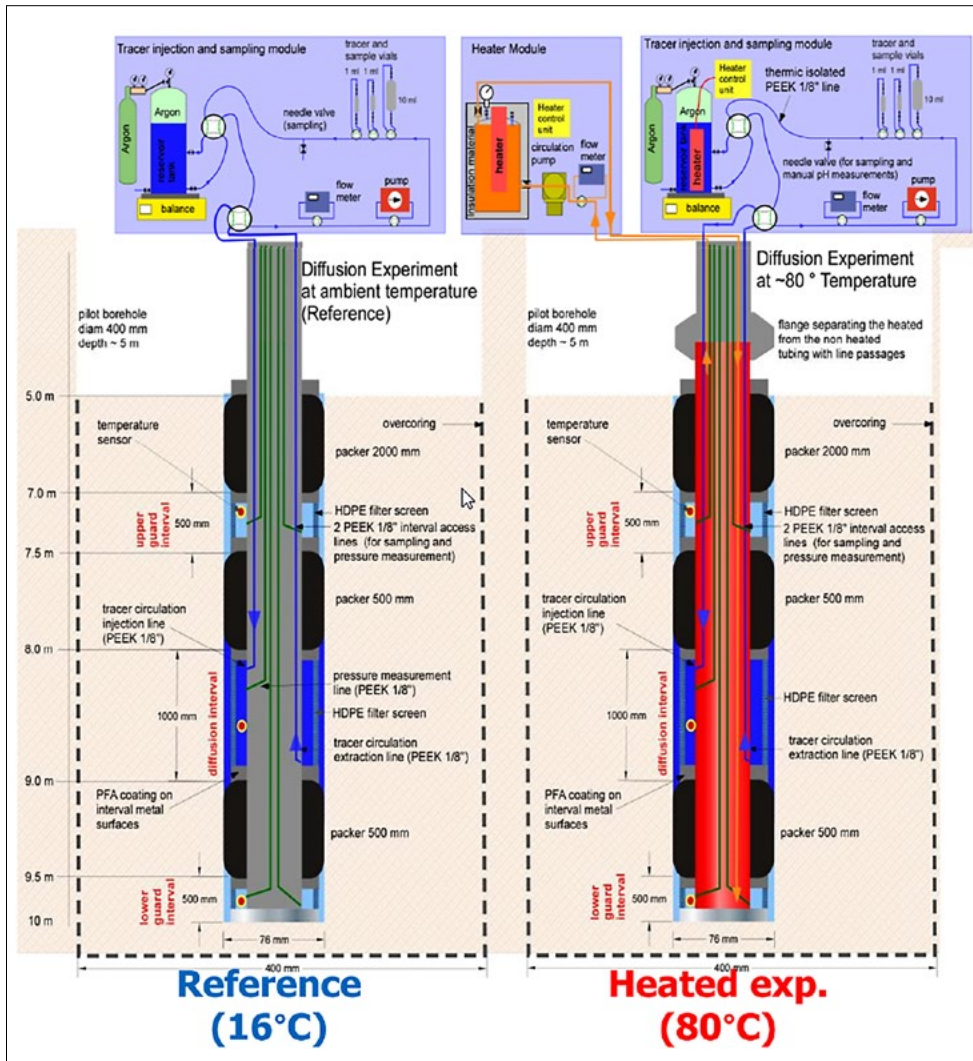 Tracer injection and sampling module
tracer and
sample vials
1 ml
1 ml
10 ml
Argon
Argon
reservoir
tank
needle valve
(sampling)
balance
flow
meter
pump
Heater Module
Insulation material
heater
Heater
control
unit
circulation
pump
flow
meter
Tracer injection and sampling module
Heater
control
unit
thermic isolated
PEEK 1/8" line
tracer and
sample vials
1 ml
1 ml
10 ml
Argon
Argon
reservoir tank
heater
needle valve (for sampling and
manual pH measurements)
balance
flow
meter
pump
Diffusion Experiment
at ambient temperature
(Reference)
pilot borehole
diam 400 mm
depth ~ 5 m
5.0 m
7.0 m
7.5 m
8.0 m
9.0 m
9.5 m
10 m
temperature
sensor
overcoring
packer 2000 mm
upper
guard
interval
500 mm
HDPE filter screen
2 PEEK 1/8" interval access
lines (for sampling and
pressure measurement)
packer 500 mm
tracer circulation
injection line
(PEEK 1/8")
pressure measurement
line (PEEK 1/8")
diffusion interval
1000 mm
HDPE filter screen
tracer circulation
extraction line (PEEK 1/8")
PFA coating on
interval metal
surfaces
packer 500 mm
lower
guard
interval
500 mm
76 mm
400 mm
Reference
(16°C)
Diffusion Experiment
at ~80 ° Temperature
pilot borehole
diam 400 mm
depth ~ 5 m
flange separating the heated
from the non heated
tubing with line passages
temperature
sensor
overcoring
packer 2000 mm
upper
guard
interval
500 mm
HDPE filter screen
2 PEEK 1/8" interval access
lines (for sampling and
pressure measurement)
packer 500 mm
tracer circulation
injection line
(PEEK 1/8")
diffusion interval
1000 mm
HDPE filter screen
tracer circulation
extraction line (PEEK 1/8")
PFA coating on
interval metal
surfaces
packer 500 mm
lower
guard
interval
500 mm
76 mm
400 mm
Heated exp.
(80°C)